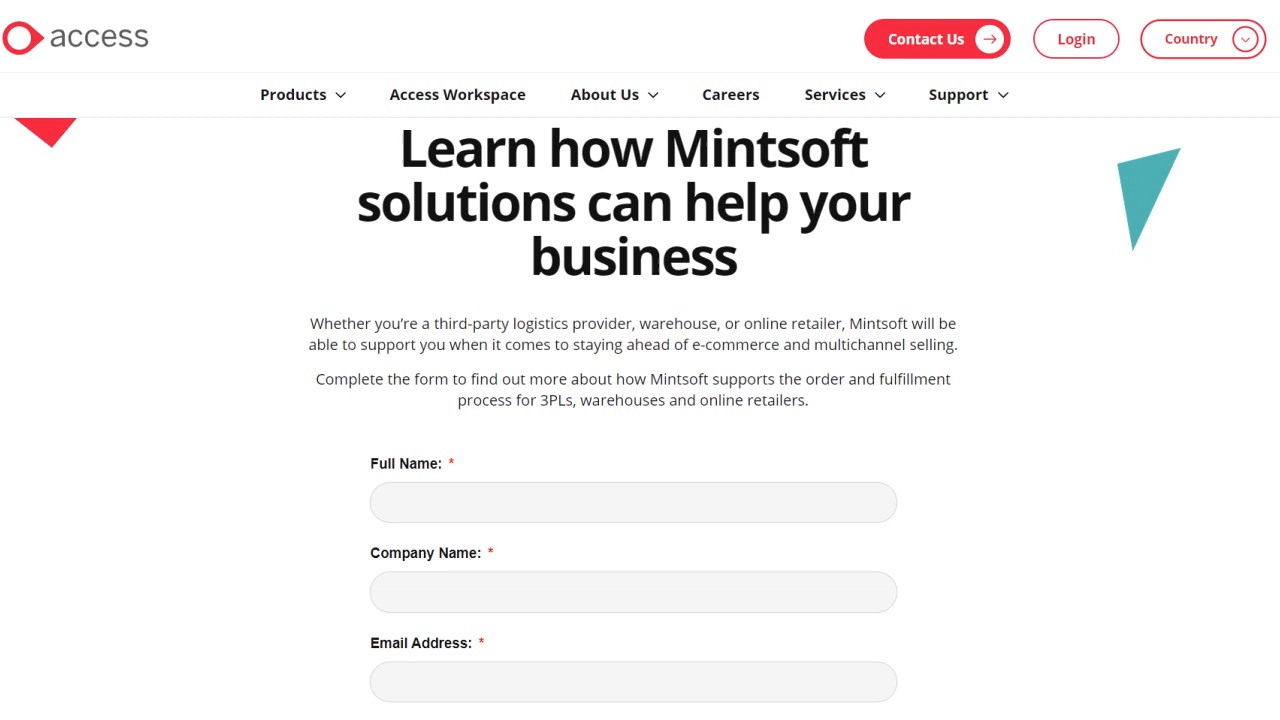 access
Contact Us
Login
Country
Products
Access Workspace
About Us
Careers
Services
Support
Learn how Mintsoft
solutions can help your
business
Whether you’re a third-party logistics provider, warehouse, or online retailer, Mintsoft will be
able to support you when it comes to staying ahead of e-commerce and multichannel selling.
Complete the form to find out more about how Mintsoft supports the order and fulfillment
process for 3PLs, warehouses and online retailers.
Full Name: *
Company Name: *
Email Address: *